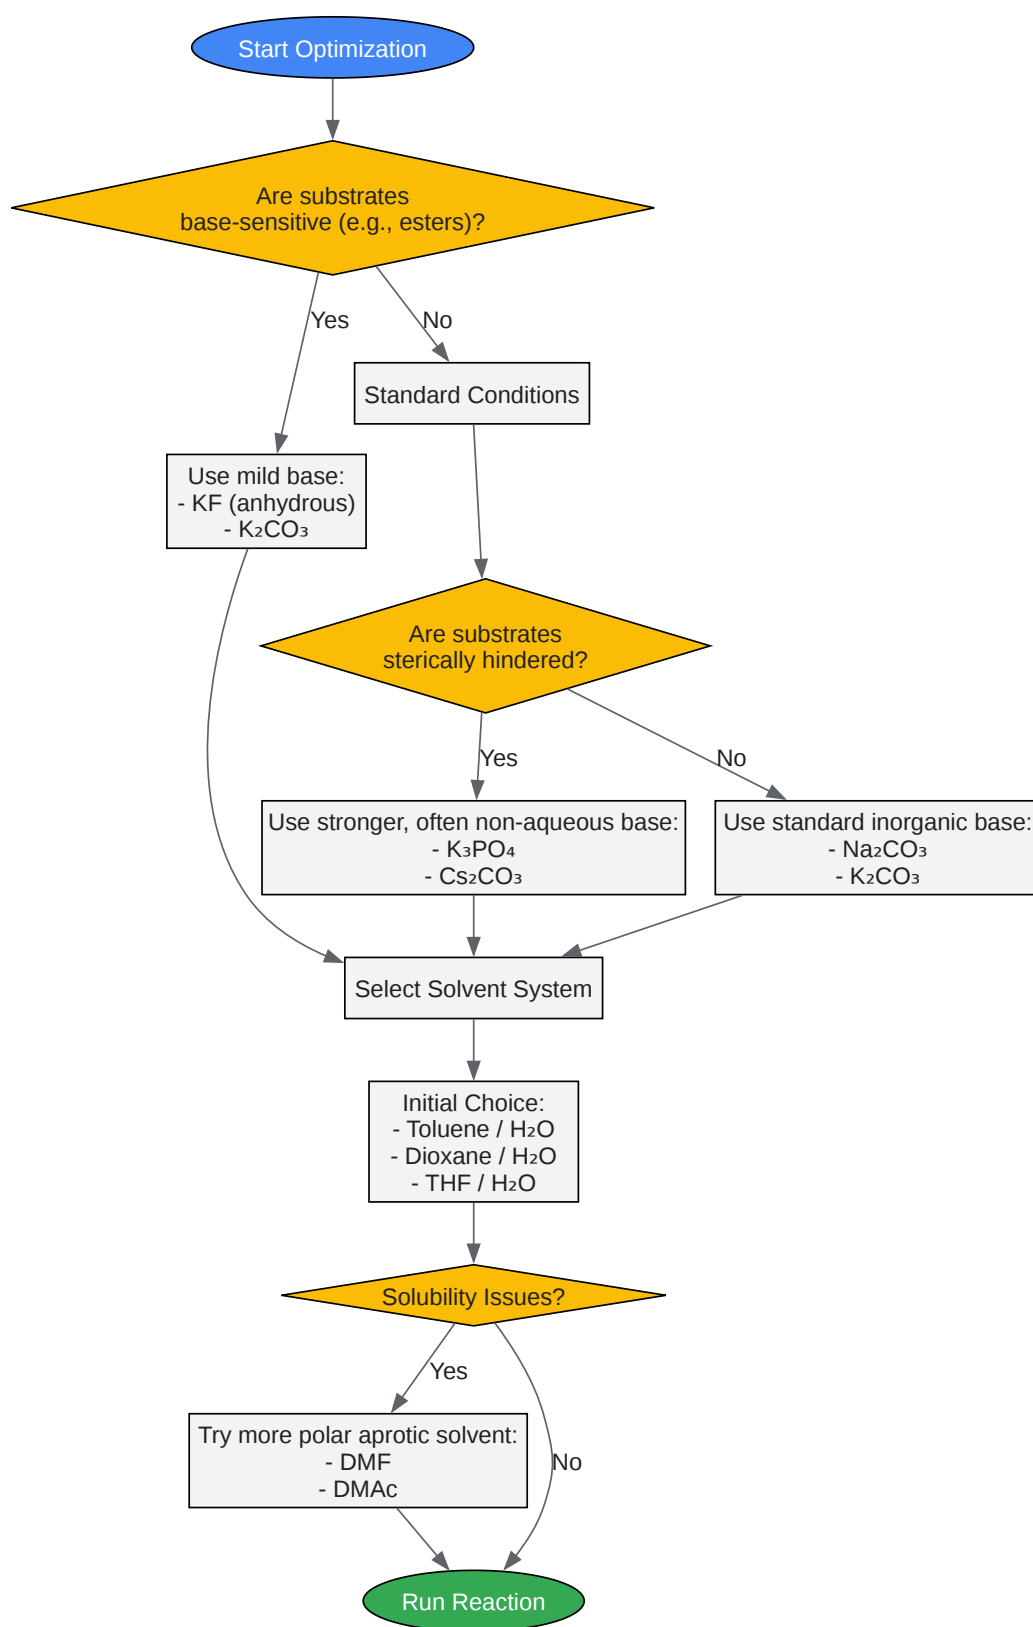 Start Optimization
Are substrates
base-sensitive (e.g., esters)?
Yes
No
Standard Conditions
Use mild base:
- KF (anhydrous)
- K₂CO₃
Are substrates
sterically hindered?
Yes
No
Use stronger, often non-aqueous base:
- K₃PO₄
- Cs₂CO₃
Use standard inorganic base:
- Na₂CO₃
- K₂CO₃
Select Solvent System
Initial Choice:
- Toluene / H₂O
- Dioxane / H₂O
- THF / H₂O
Solubility Issues?
Yes
Try more polar aprotic solvent:
- DMF
- DMAc
No
Run Reaction